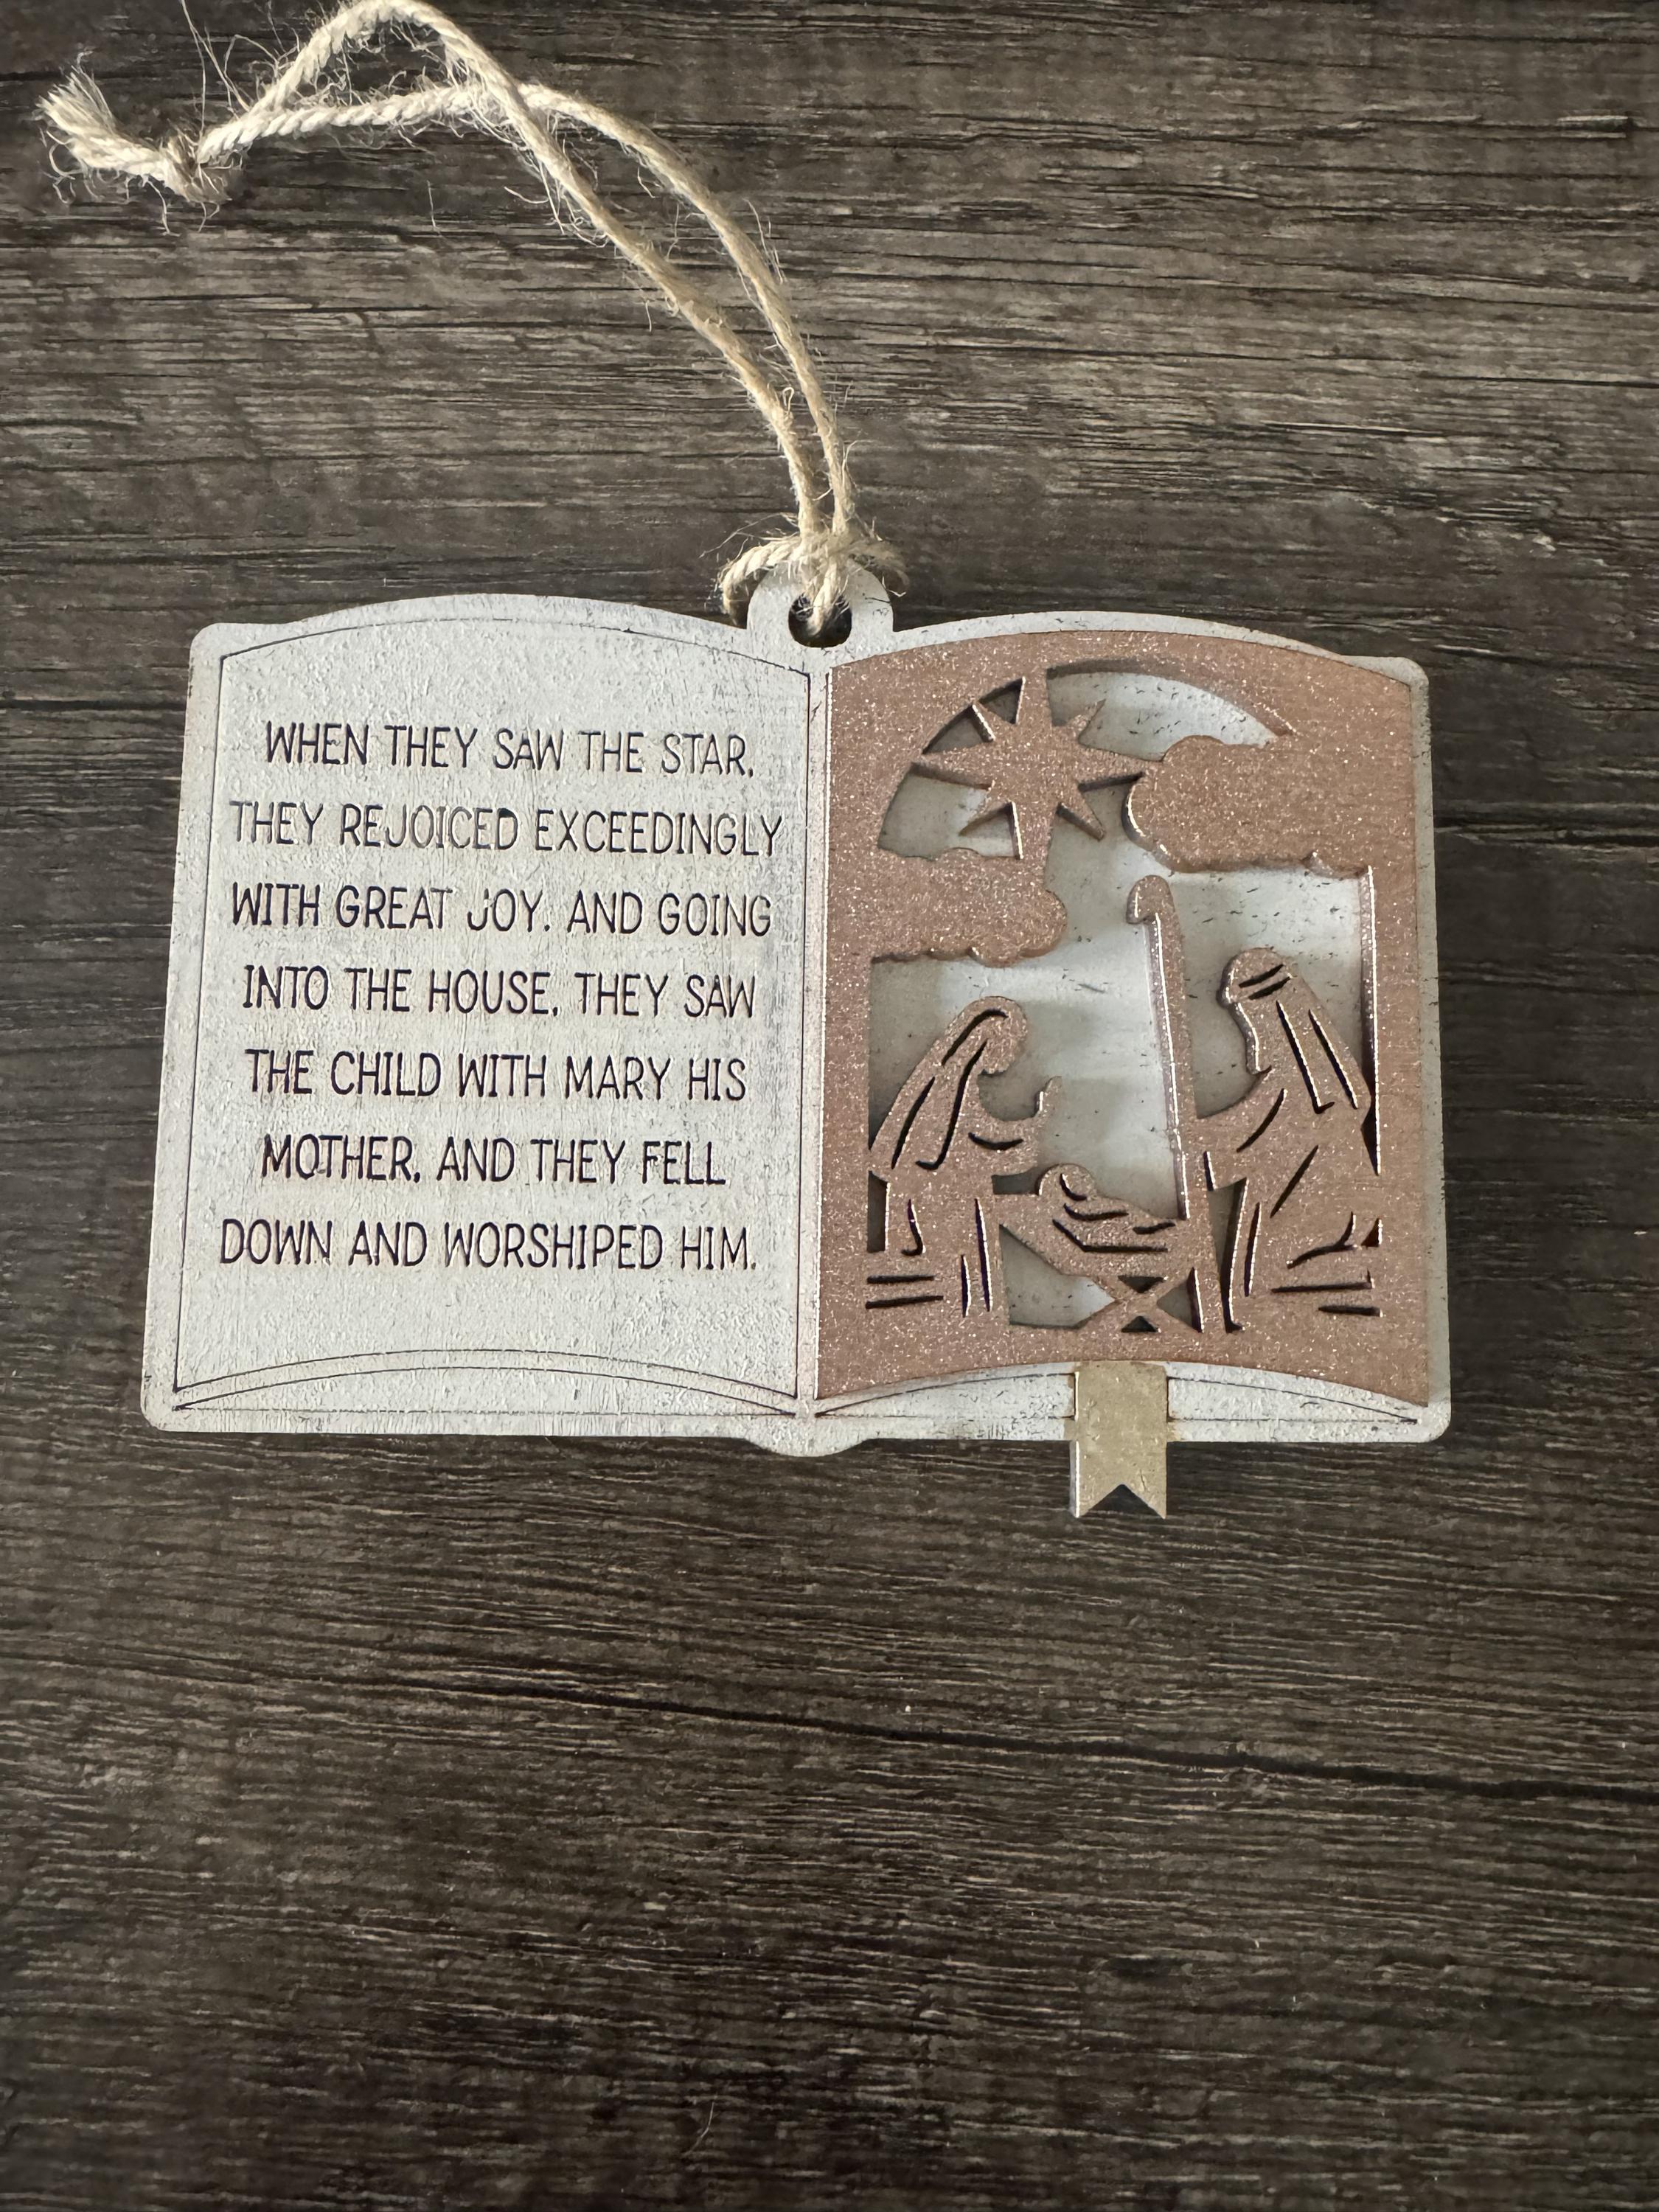 WHEN THEY SAW THE STAR,
THEY REJOICED EXCEEDINGLY
WITH GREAT JOY. AND GOING
INTO THE HOUSE, THEY SAW
THE CHILD WITH MARY HIS
MOTHER, AND THEY FELL
DOWN AND WORSHIPED HIM.